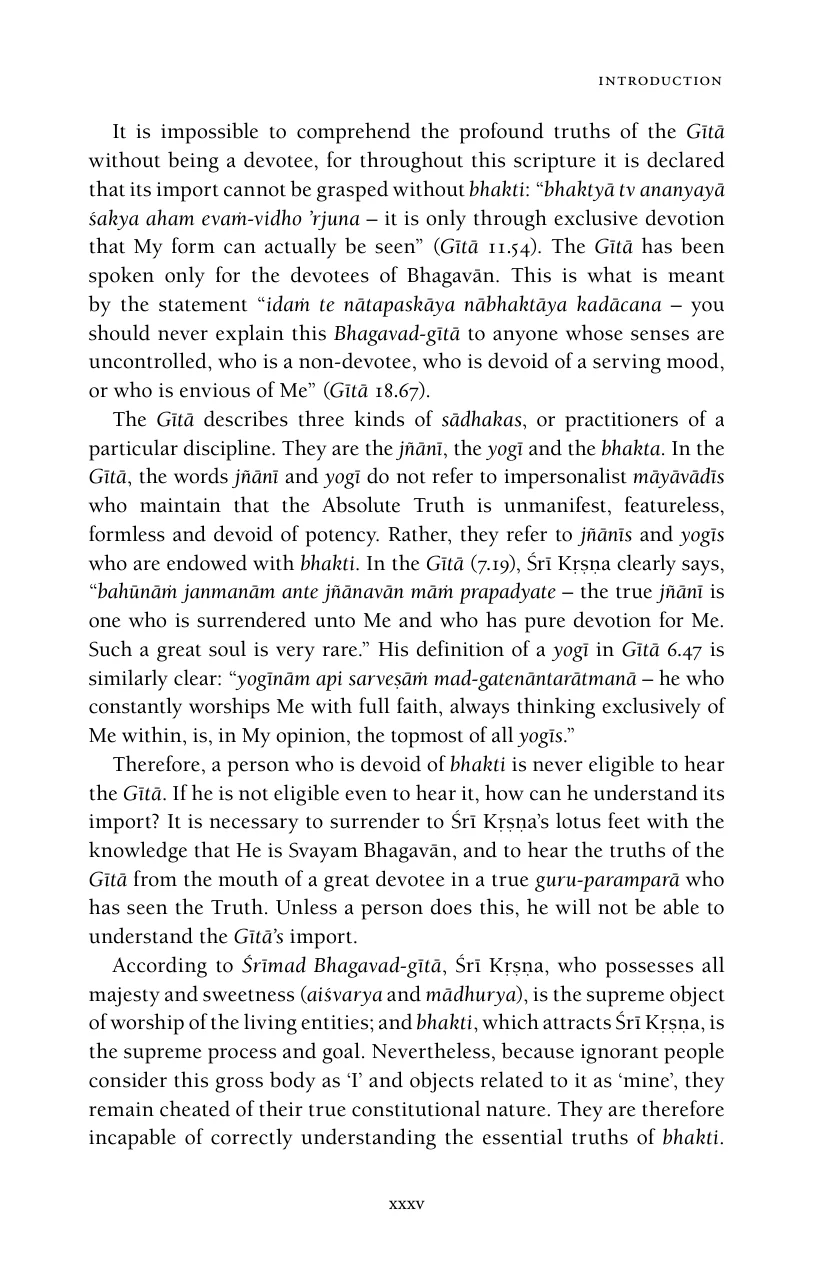 INTRODUCTION
It is impossible to comprehend the profound truths of the Gītā
without being a devotee, for throughout this scripture it is declared
that its import cannot be grasped without bhakti: “bhaktyā tv ananyayā
śakya aham evaṁ-vidho ’rjuna – it is only through exclusive devotion
that My form can actually be seen” (Gītā 11.54). The Gītā has been
spoken only for the devotees of Bhagavān. This is what is meant
by the statement “idaṁ te nātapaskāya nābhaktāya kadācana – you
should never explain this Bhagavad-gītā to anyone whose senses are
uncontrolled, who is a non-devotee, who is devoid of a serving mood,
or who is envious of Me” (Gītā 18.67).
The Gītā describes three kinds of sādhakas, or practitioners of a
particular discipline. They are the jñānī, the yogī and the bhakta. In the
Gītā, the words jñānī and yogī do not refer to impersonalist māyāvādīs
who maintain that the Absolute Truth is unmanifest, featureless,
formless and devoid of potency. Rather, they refer to jñānīs and yogīs
who are endowed with bhakti. In the Gītā (7.19), Śrī Kṛṣṇa clearly says,
“bahūnāṁ janmanām ante jñānavān māṁ prapadyate – the true jñānī is
one who is surrendered unto Me and who has pure devotion for Me.
Such a great soul is very rare.” His definition of a yogī in Gītā 6.47 is
similarly clear: “yogīnām api sarveṣāṁ mad-gatenāntarātmanā – he who
constantly worships Me with full faith, always thinking exclusively of
Me within, is, in My opinion, the topmost of all yogīs.”
Therefore, a person who is devoid of bhakti is never eligible to hear
the Gītā. If he is not eligible even to hear it, how can he understand its
import? It is necessary to surrender to Śrī Kṛṣṇa’s lotus feet with the
knowledge that He is Svayam Bhagavān, and to hear the truths of the
Gītā from the mouth of a great devotee in a true guru-paramparā who
has seen the Truth. Unless a person does this, he will not be able to
understand the Gītā’s import.
According to Śrīmad Bhagavad-gītā, Śrī Kṛṣṇa, who possesses all
majesty and sweetness (aiśvarya and mādhurya), is the supreme object
of worship of the living entities; and bhakti, which attracts Śrī Kṛṣṇa, is
the supreme process and goal. Nevertheless, because ignorant people
consider this gross body as ‘I’ and objects related to it as ‘mine’, they
remain cheated of their true constitutional nature. They are therefore
incapable of correctly understanding the essential truths of bhakti.
xxxv